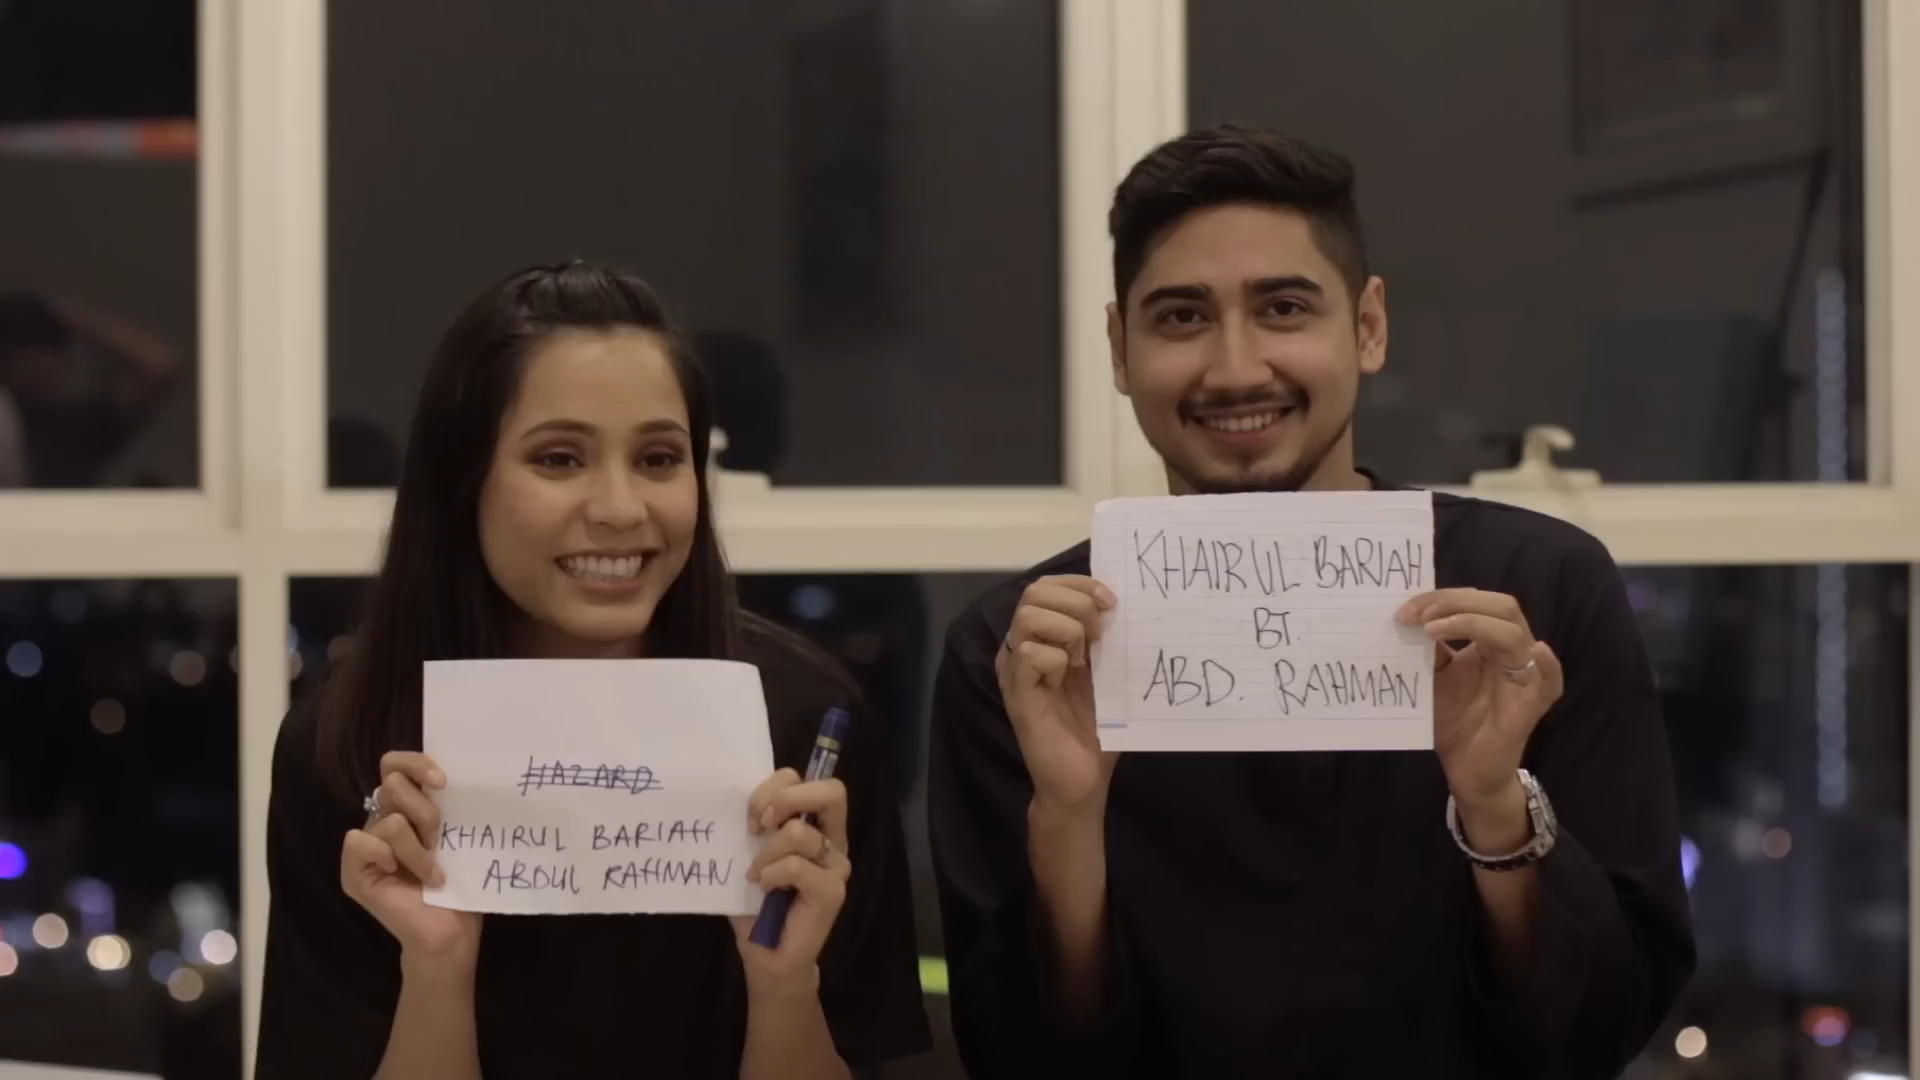 HAZARD
KHAIRUL BARIAH
ABDUL RAHMAN
KHAIRUL BARIAH
BT.
ABD. RAHMAN